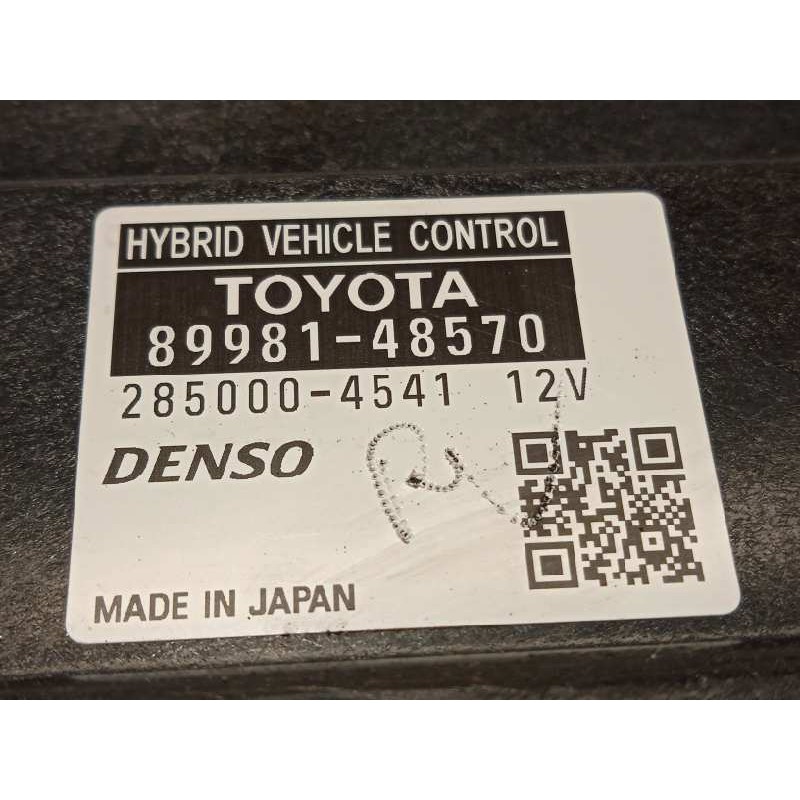 HYBRID VEHICLE CONTROL
TOYOTA
89981-48570
285000-4541 12V
DENSO
MADE IN JAPAN